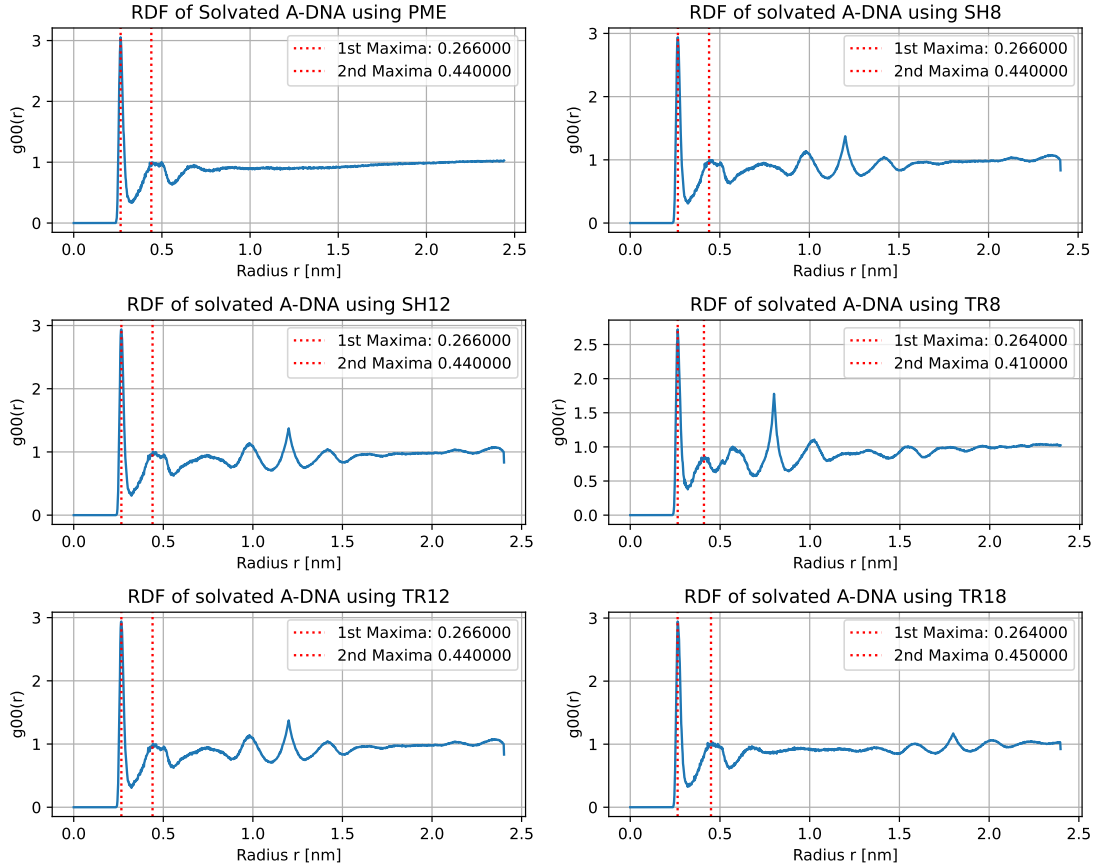 RDF of Solvated A-DNA using PME
g00(r)
3
2
1
0
1st Maxima: 0.266000
2nd Maxima 0.440000
0.0 0.5 1.0 1.5 2.0 2.5
Radius r [nm]
RDF of solvated A-DNA using SH8
g00(r)
3
2
1
0
1st Maxima: 0.266000
2nd Maxima 0.440000
0.0 0.5 1.0 1.5 2.0 2.5
Radius r [nm]
RDF of solvated A-DNA using SH12
g00(r)
3
2
1
0
1st Maxima: 0.266000
2nd Maxima 0.440000
0.0 0.5 1.0 1.5 2.0 2.5
Radius r [nm]
RDF of solvated A-DNA using TR8
g00(r)
2.5
2.0
1.5
1.0
0.5
0.0
1st Maxima: 0.264000
2nd Maxima 0.410000
0.0 0.5 1.0 1.5 2.0 2.5
Radius r [nm]
RDF of solvated A-DNA using TR12
g00(r)
3
2
1
0
1st Maxima: 0.266000
2nd Maxima 0.440000
0.0 0.5 1.0 1.5 2.0 2.5
Radius r [nm]
RDF of solvated A-DNA using TR18
g00(r)
3
2
1
0
1st Maxima: 0.264000
2nd Maxima 0.450000
0.0 0.5 1.0 1.5 2.0 2.5
Radius r [nm]